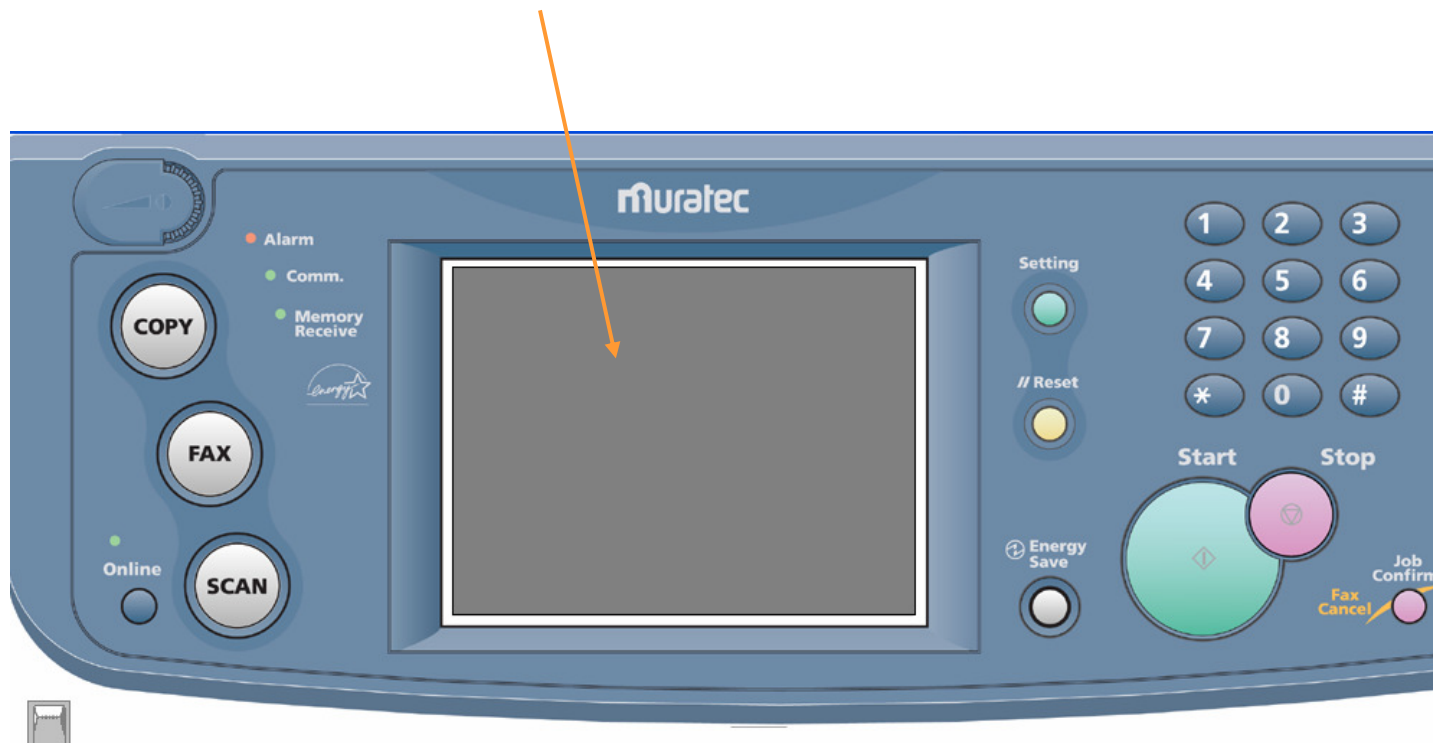 muratec
Alarm
Comm.
Memory
Receive
energy
COPY
FAX
SCAN
Online
Setting
// Reset
Energy
Save
1 2 3
4 5 6
7 8 9
* 0 #
Start Stop
Job
Confirm
Fax
Cancel